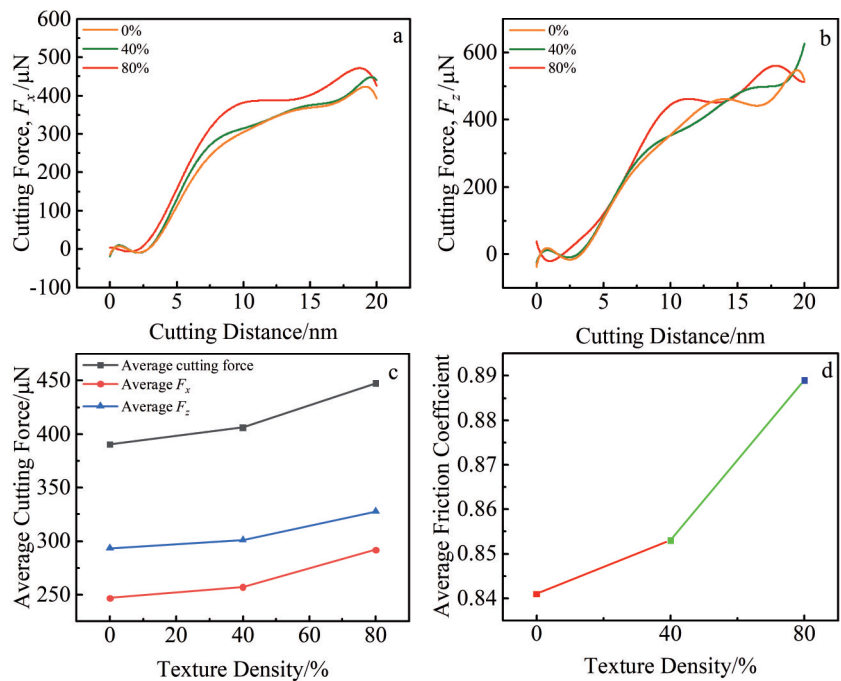 a
0%
40%
80%
600
500
400
300
200
100
0
-100
Cutting Force, Fx /μN
0 5 10 15 20
Cutting Distance/nm
b
0%
40%
80%
600
400
200
0
Cutting Force, Fz /μN
0 5 10 15 20
Cutting Distance/nm
c
Average cutting force
Average Fx
Average Fz
450
400
350
300
250
Average Cutting Force/μN
0 20 40 60 80
Texture Density/%
d
0.89
0.88
0.87
0.86
0.85
0.84
Average Friction Coefficient
0 40 80
Texture Density/%